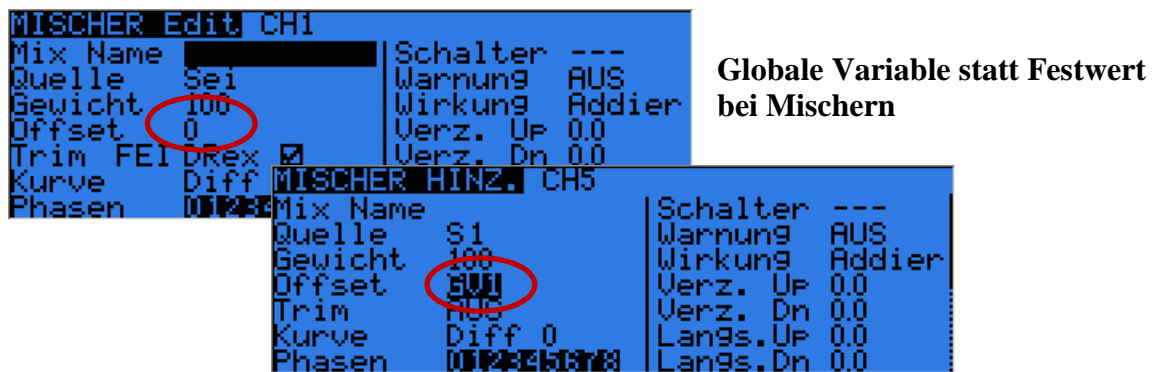 MISCHER Edit CH1
Mix Name
Quelle Sei
Gewicht 100
Offset 0
Trim FEI DRex
Kurve Diff
Phasen 01234
Schalter ---
Warnung AUS
Wirkung Addier
Verz. Up 0.0
Verz. Dn 0.0
Globale Variable statt Festwert
bei Mischern
MISCHER HINZ. CH5
Mix Name
Quelle S1
Gewicht 100
Offset GV1
Trim AUS
Kurve Diff 0
Phasen 012345678
Schalter ---
Warnung AUS
Wirkung Addier
Verz. Up 0.0
Verz. Dn 0.0
Langs.Up 0.0
Langs.Dn 0.0